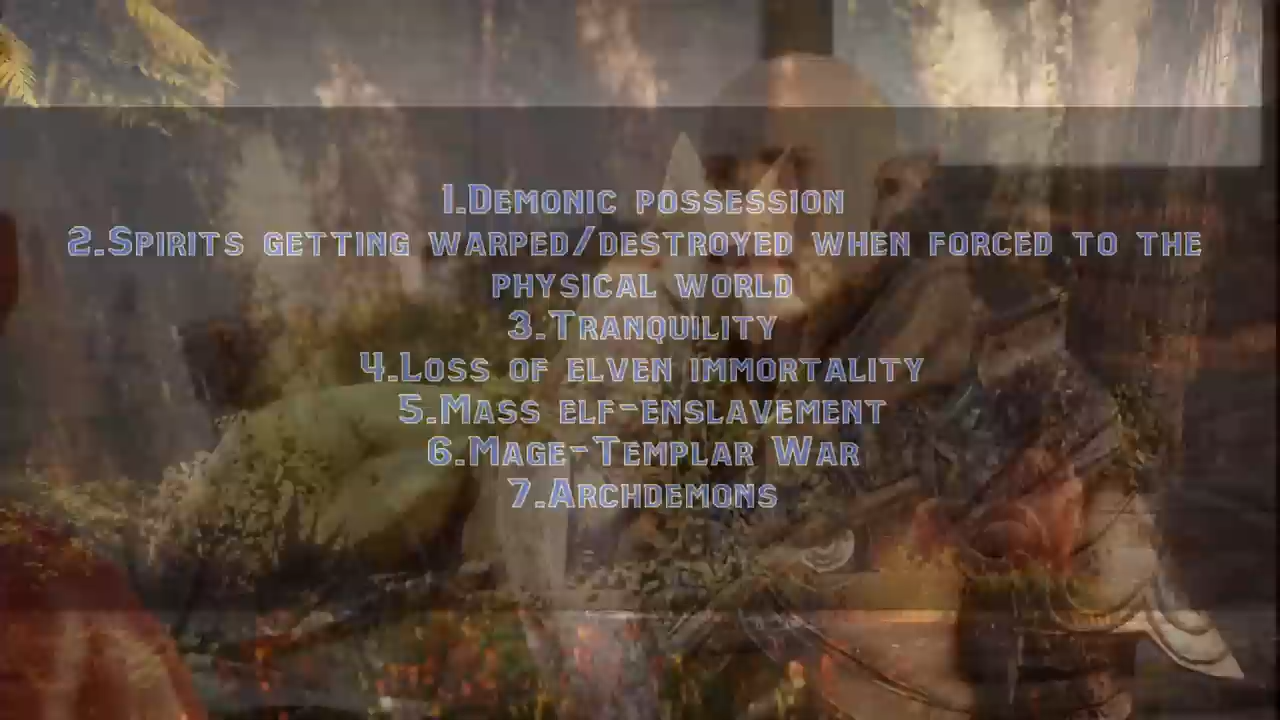 1.Demonic possession
2.Spirits getting warped/destroyed when forced to the
physical world
3.Tranquility
4.Loss of elven immortality
5.Mass elf-enslavement
6.Mage-Templar War
7.Archdemons